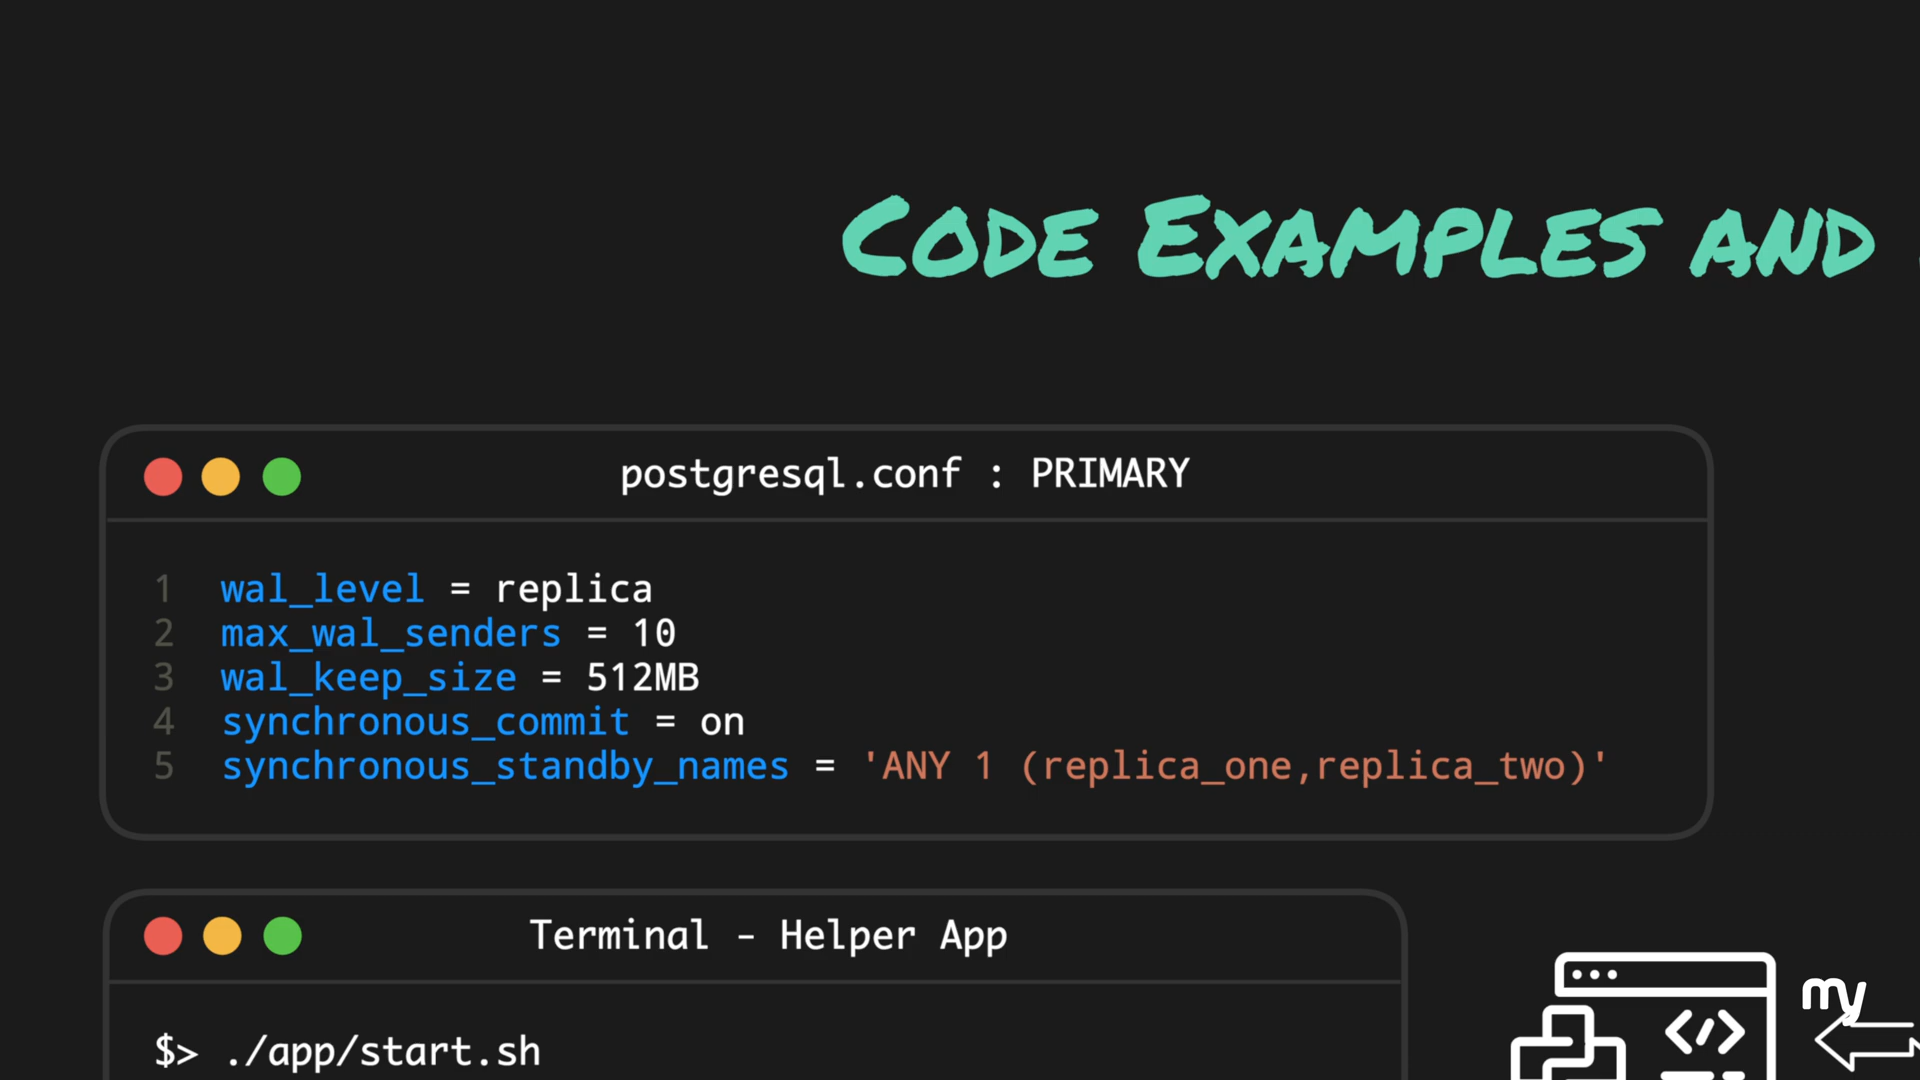 CODE EXAMPLES AND
postgresql.conf : PRIMARY
1 wal_level = replica
2 max_wal_senders = 10
3 wal_keep_size = 512MB
4 synchronous_commit = on
5 synchronous_standby_names = 'ANY 1 (replica_one,replica_two)'
Terminal - Helper App
$> ./app/start.sh
my